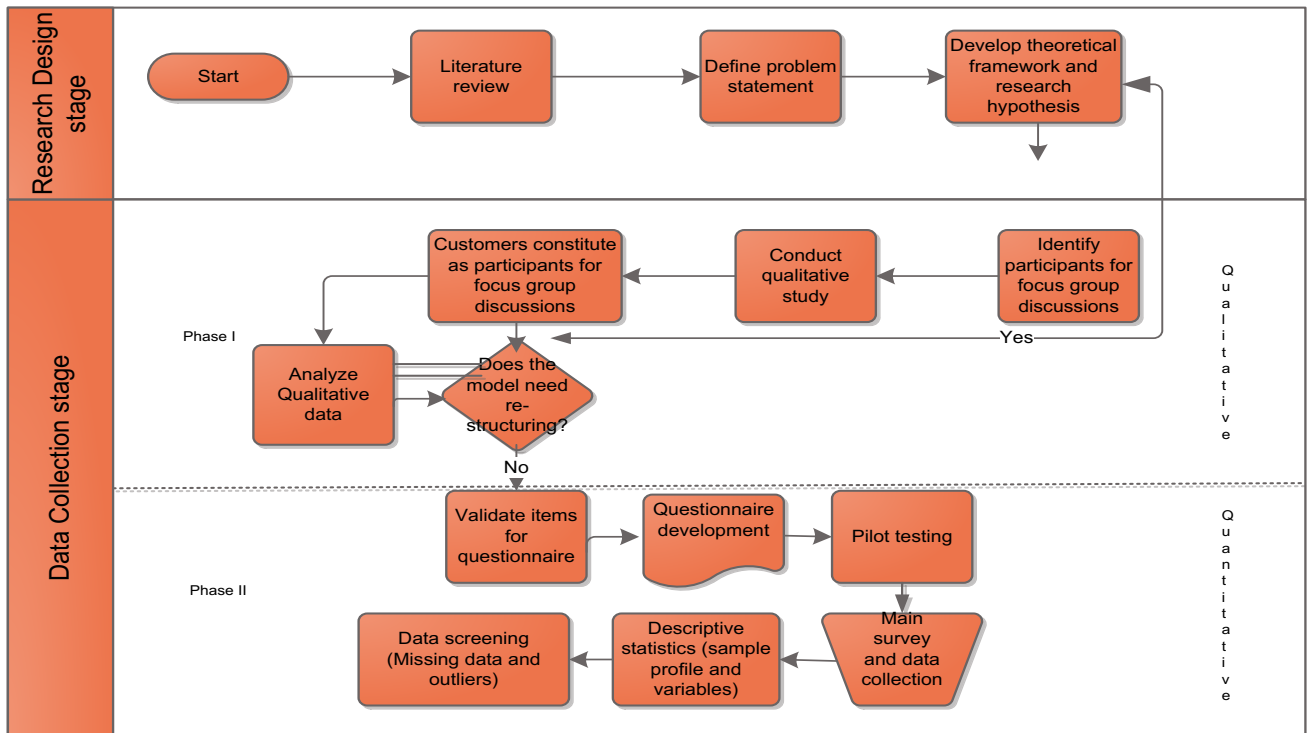 Research Design
stage
Start
Literature
review
Define problem
statement
Develop theoretical
framework and
research
hypothesis
Data Collection stage
Customers constitute
as participants for
focus group
discussions
Conduct
qualitative
study
Identify
participants for
focus group
discussions
Qualitative
Phase I
Yes
Analyze
Qualitative
data
Does the
model need
re-
structuring?
No
Validate items
for
questionnaire
Questionnaire
development
Pilot testing
Quantitative
Phase II
Data screening
(Missing data and
outliers)
Descriptive
statistics (sample
profile and
variables)
Main
survey
and data
collection